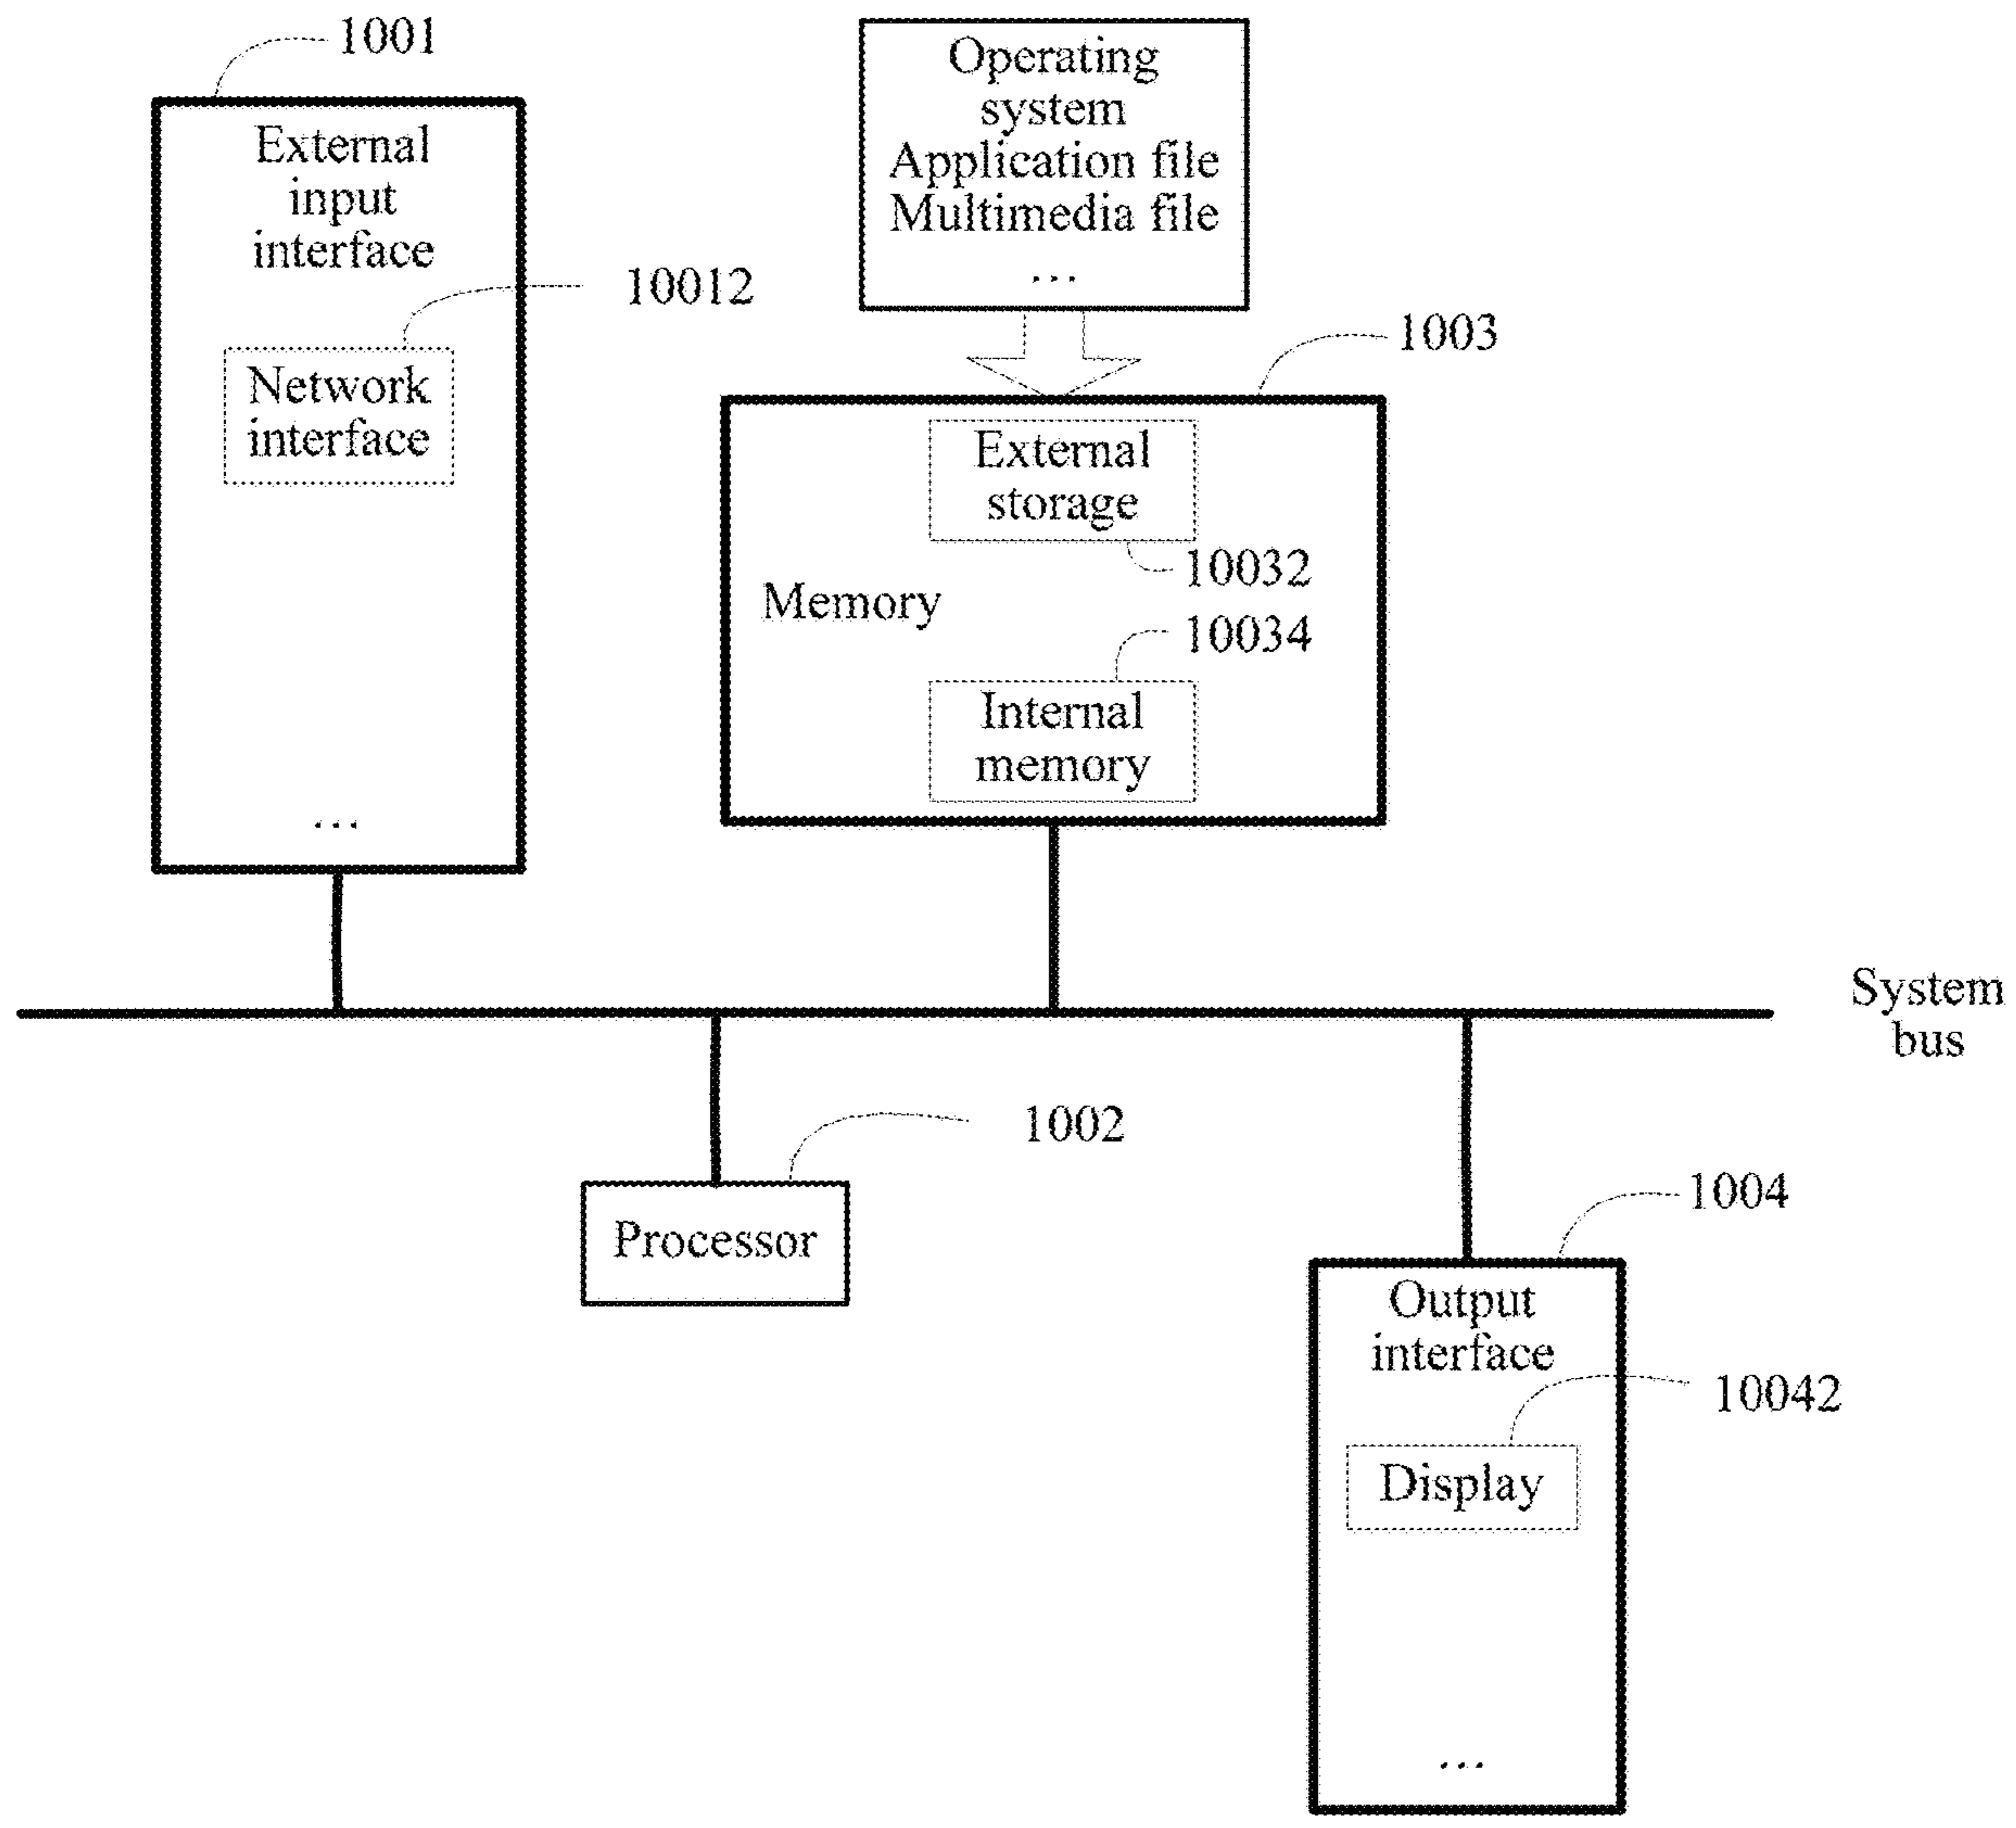 1001
External
input
interface
10012
Network
interface
...
Operating
system
Application file
Multimedia file
...
1003
External
storage
10032
Memory
10034
Internal
memory
System
bus
1002
Processor
1004
Output
interface
10042
Display
...